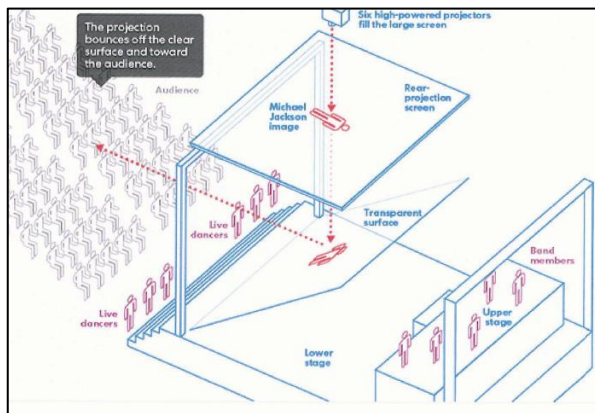 The projection
bounces off the clear
surface and toward
the audience.
Six high-powered projectors
fill the large screen
Audience
Rear-
projection
screen
Michael
Jackson
image
Live
dancers
Transparent
surface
Band
members
Live
dancers
Upper
stage
Lower
stage